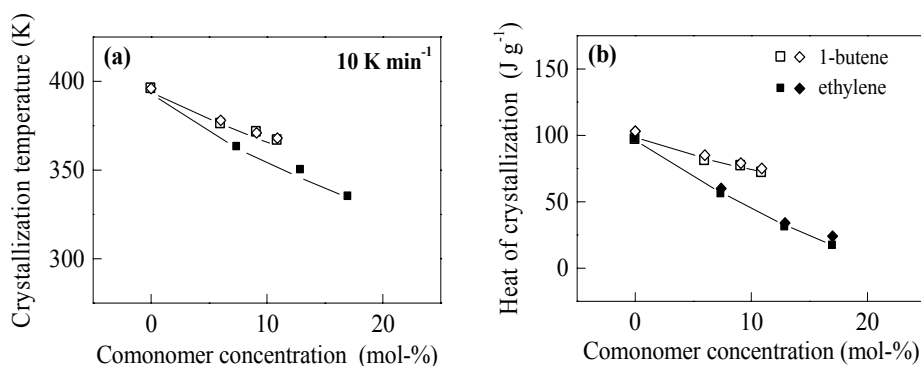 (a)
10 K min⁻¹
Crystallization temperature (K)
400
350
300
0
10
20
Comonomer concentration (mol-%)
(b)
1-butene
ethylene
Heat of crystallization (J g⁻¹)
150
100
50
0
0
10
20
Comonomer concentration (mol-%)